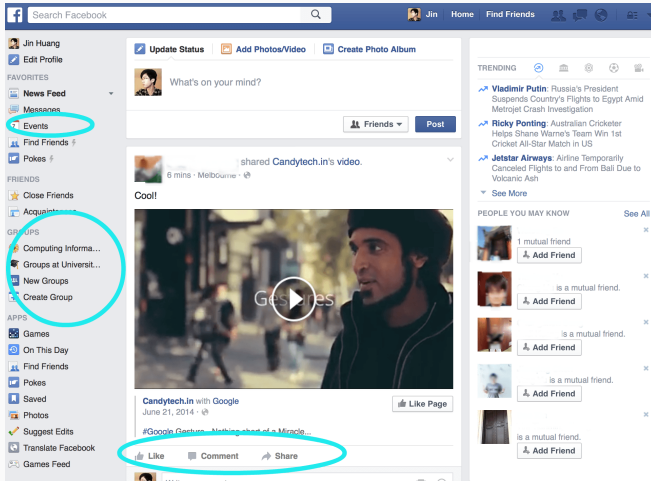 f
Search Facebook
Jin Home Find Friends
Jin Huang
Edit Profile
FAVORITES
News Feed
Messages
Events
Find Friends
Pokes
FRIENDS
Close Friends
Acquaintances
GROUPS
Computing Informa...
Groups at Universit...
New Groups
Create Group
APPS
Games
On This Day
Find Friends
Pokes
Saved
Photos
Suggest Edits
Translate Facebook
Games Feed
Update Status Add Photos/Video Create Photo Album
What's on your mind?
Friends Post
shared Candytech.in's video.
6 mins · Melbourne ·
Cool!
Gestures
Candytech.in with Google
June 21, 2014 ·
Like Page
#Google Gesture - Nothing short of a Miracle...
Like Comment Share
TRENDING
Vladimir Putin: Russia's President
Suspends Country's Flights to Egypt Amid
Metrojet Crash Investigation
Ricky Ponting: Australian Cricketer
Helps Shane Warne's Team Win 1st
Cricket All-Star Match in US
Jetstar Airways: Airline Temporarily
Canceled Flights to and From Bali Due to
Volcanic Ash
See More
PEOPLE YOU MAY KNOW See All
1 mutual friend
Add Friend
is a mutual friend.
Add Friend
is a mutual friend.
Add Friend
is a mutual friend.
Add Friend
is a mutual friend.
Add Friend